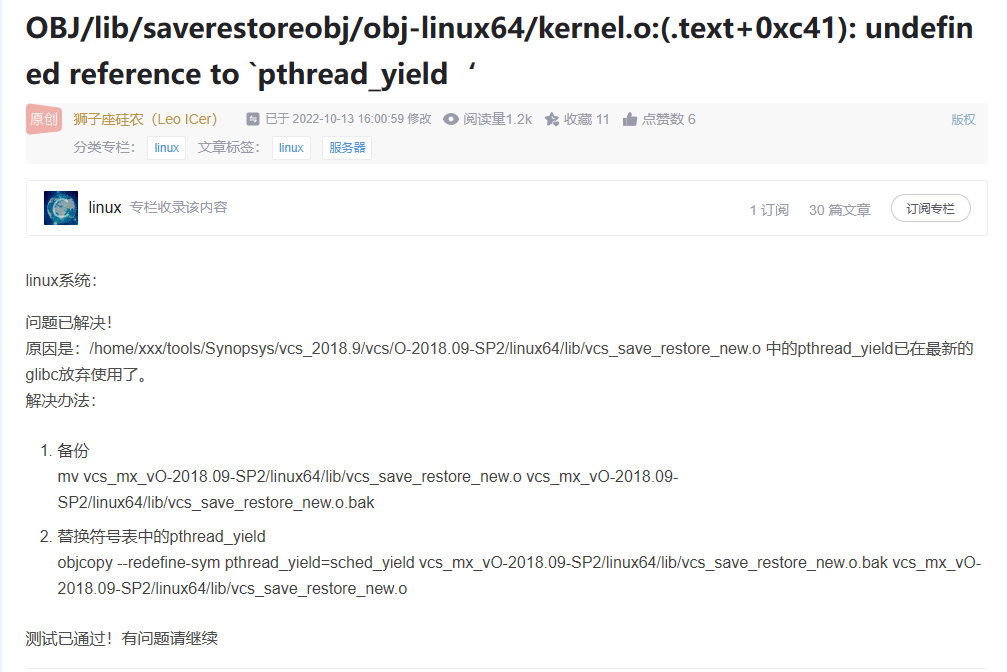 OBJ/lib/saverestoreobj/obj-linux64/kernel.o:(.text+0xc41): undefin
ed reference to `pthread_yield ‘
原创 狮子座硅农（Leo ICer） 已于 2022-10-13 16:00:59 修改 阅读量1.2k 收藏 11 点赞数 6 版权
分类专栏： linux 文章标签： linux 服务器
linux 专栏收录该内容 1 订阅 30 篇文章 订阅专栏
linux系统：
问题已解决！
原因是：/home/xxx/tools/Synopsys/vcs_2018.9/vcs/O-2018.09-SP2/linux64/lib/vcs_save_restore_new.o 中的pthread_yield已在最新的
glibc放弃使用了。
解决办法：
1. 备份
mv vcs_mx_vO-2018.09-SP2/linux64/lib/vcs_save_restore_new.o vcs_mx_vO-2018.09-
SP2/linux64/lib/vcs_save_restore_new.o.bak
2. 替换符号表中的pthread_yield
objcopy --redefine-sym pthread_yield=sched_yield vcs_mx_vO-2018.09-SP2/linux64/lib/vcs_save_restore_new.o.bak vcs_mx_vO-
2018.09-SP2/linux64/lib/vcs_save_restore_new.o
测试已通过！有问题请继续